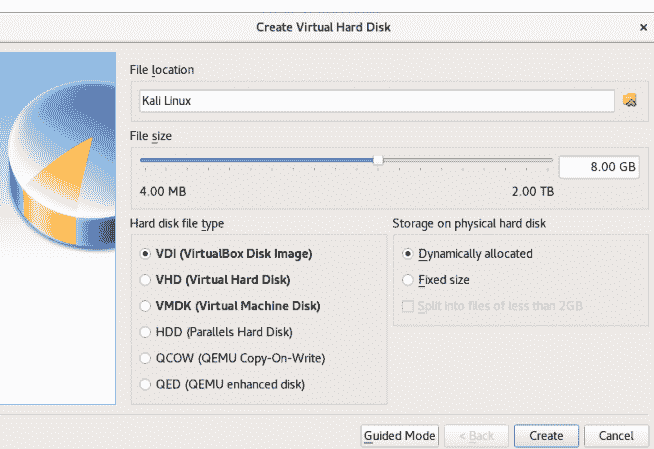 Create Virtual Hard Disk
×
File location
Kali Linux
File size
8.00 GB
4.00 MB
2.00 TB
Hard disk file type
Storage on physical hard disk
VDI (VirtualBox Disk Image)
VHD (Virtual Hard Disk)
VMDK (Virtual Machine Disk)
HDD (Parallels Hard Disk)
QCOW (QEMU Copy-On-Write)
QED (QEMU enhanced disk)
Dynamically allocated
Fixed size
Split into files of less than 2GB
Guided Mode
< Back
Create
Cancel